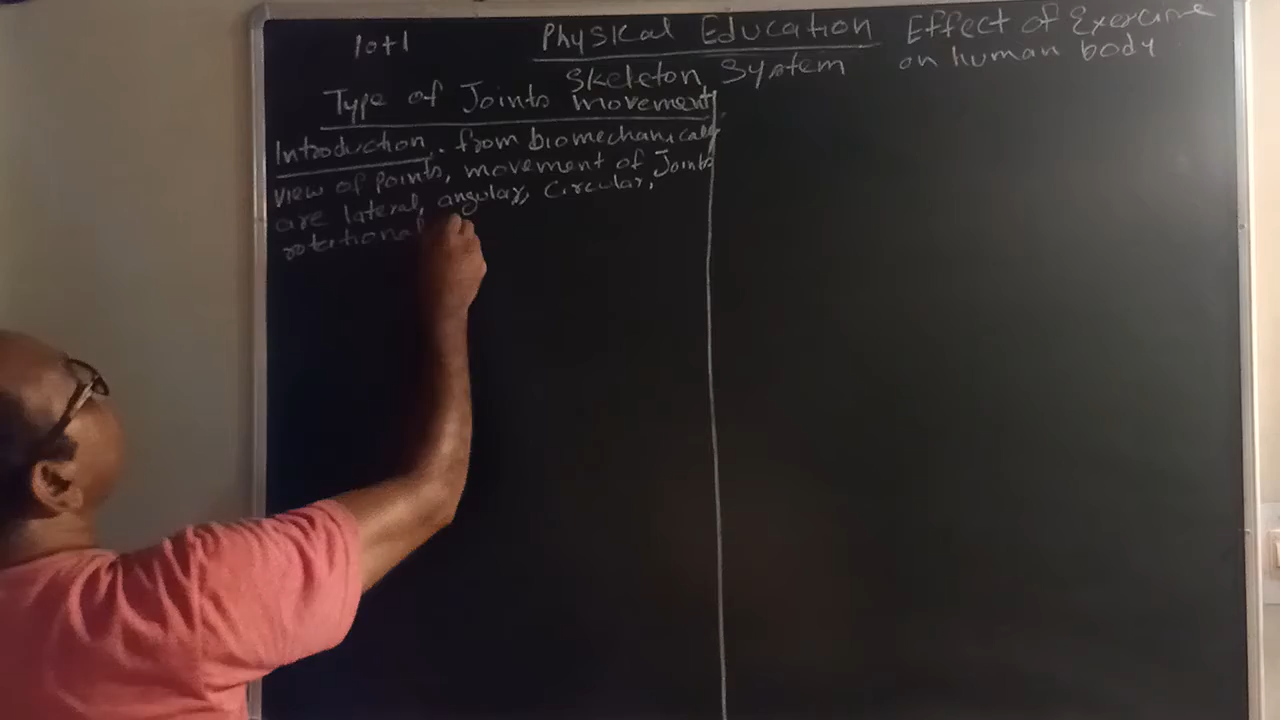 10+1
Physical Education
Effect of Exercise
on human body
Skeleton System
Type of Joints movement
Introduction.. from biomechanical
view of points, movement of Joints
are lateral, angular, Circular,
rotational